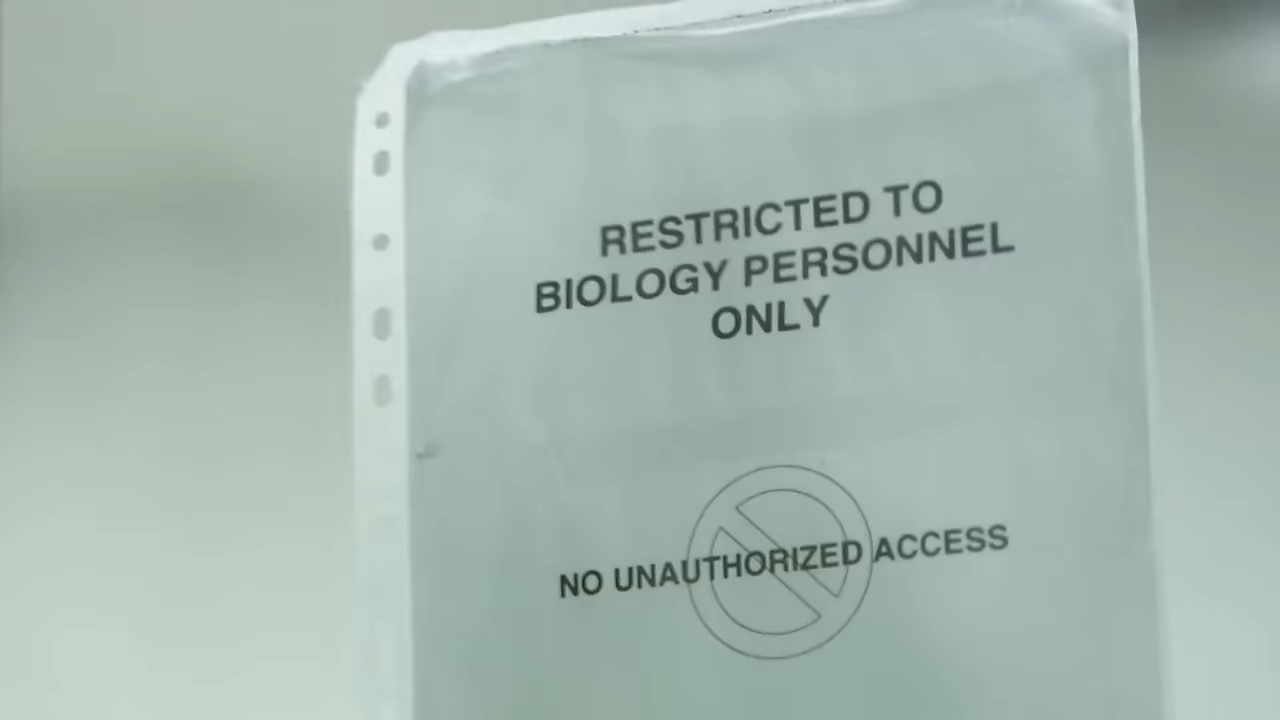 RESTRICTED TO
BIOLOGY PERSONNEL
ONLY
NO UNAUTHORIZED ACCESS